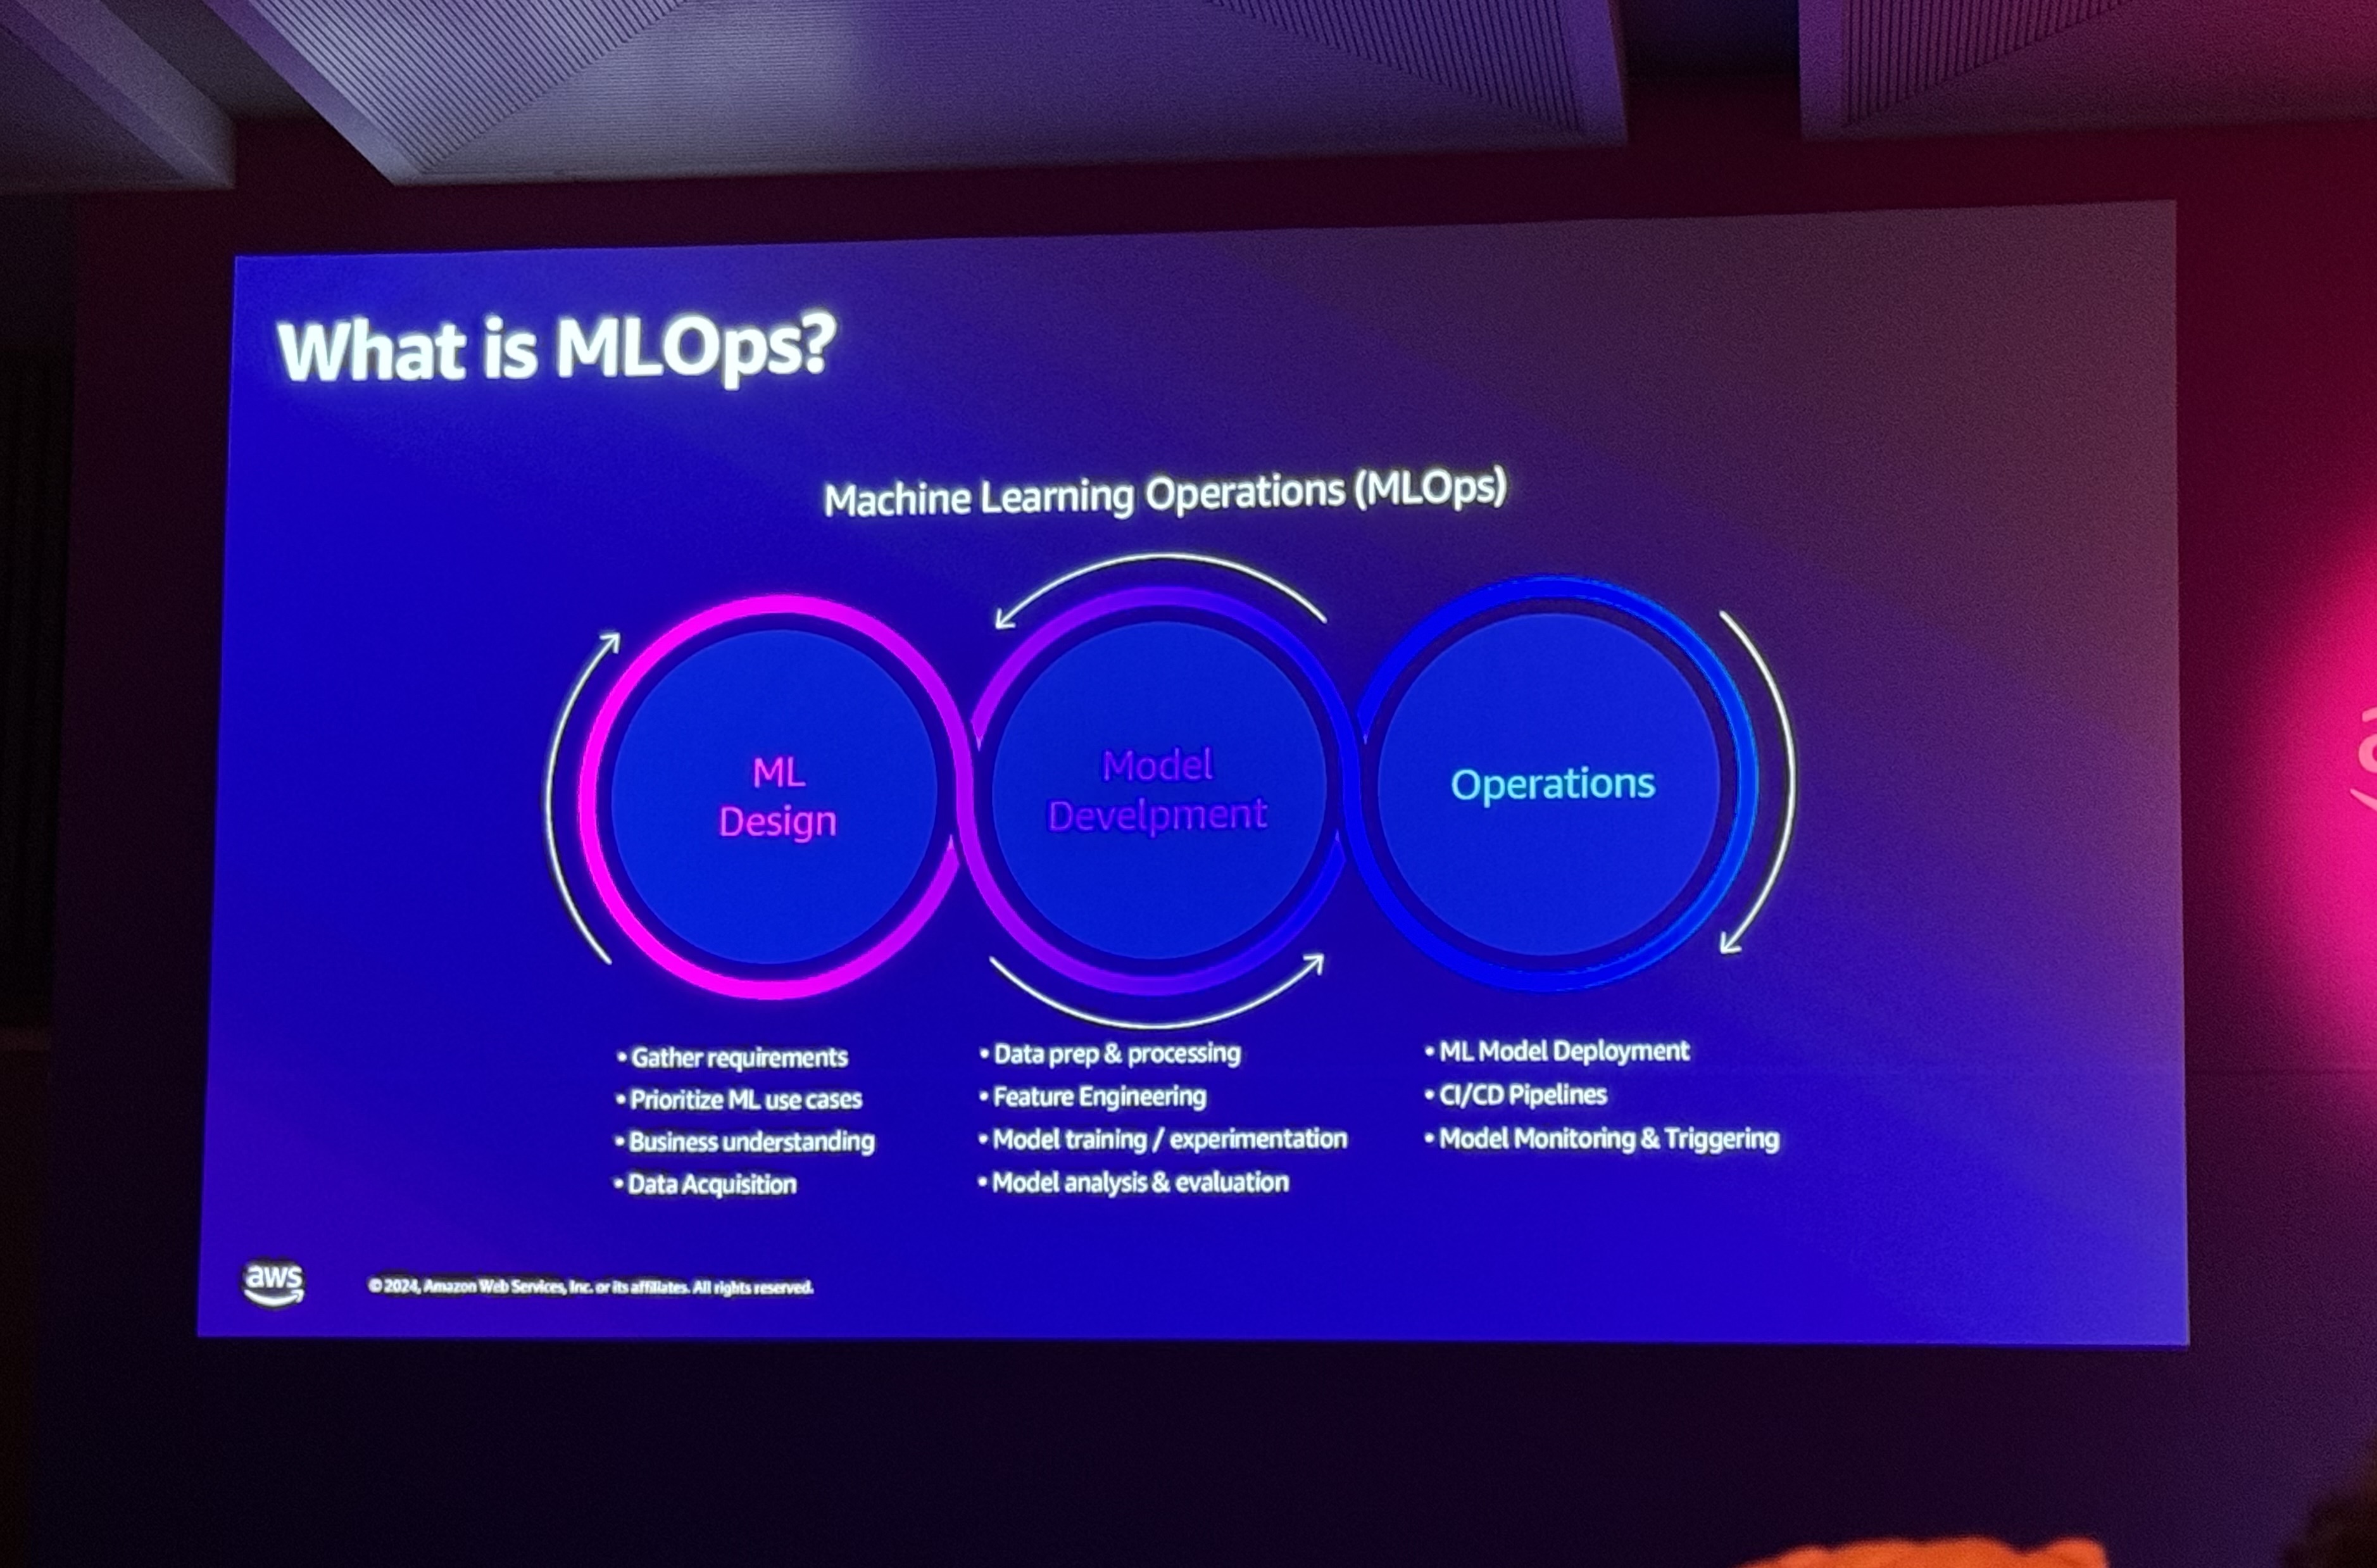 What is MLOps?
Machine Learning Operations (MLOps)
ML
Design
Model
Develpment
Operations
• Gather requirements
• Prioritize ML use cases
• Business understanding
• Data Acquisition
• Data prep & processing
• Feature Engineering
• Model training / experimentation
• Model analysis & evaluation
• ML Model Deployment
• CI/CD Pipelines
• Model Monitoring & Triggering
aws
© 2024, Amazon Web Services, Inc. or its affiliates. All rights reserved.